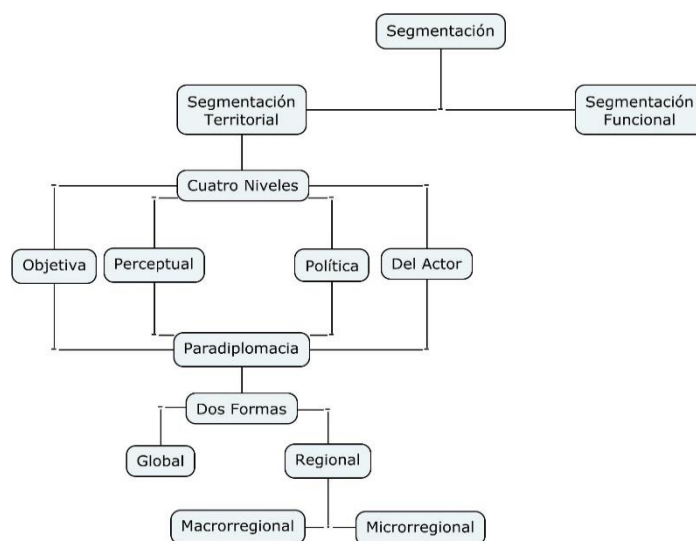 Segmentación
Segmentación
Territorial
Segmentación
Funcional
Cuatro Niveles
Objetiva
Perceptual
Política
Del Actor
Paradiplomacia
Dos Formas
Global
Regional
Macrorregional
Microrregional